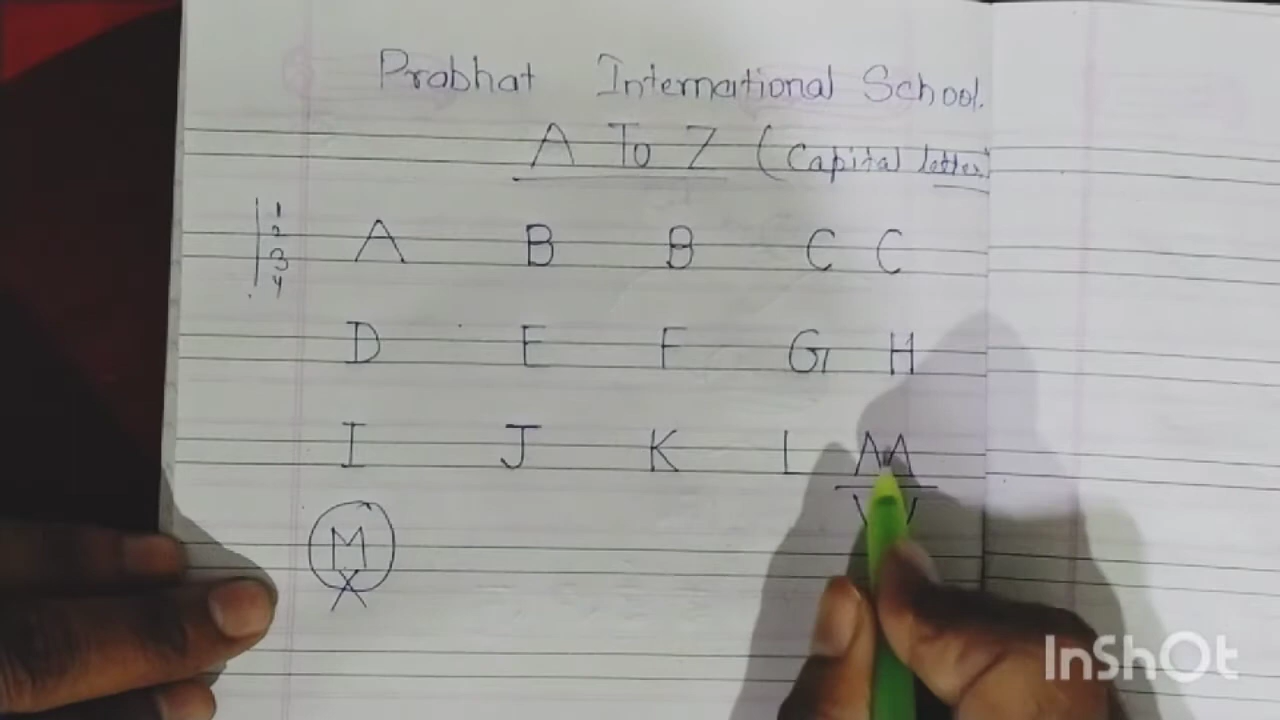 Prabhat International School.
A To Z (Capital letter)
1
2
3
4
A B B C C
D E F G H
I J K L M
M
X
InShOt